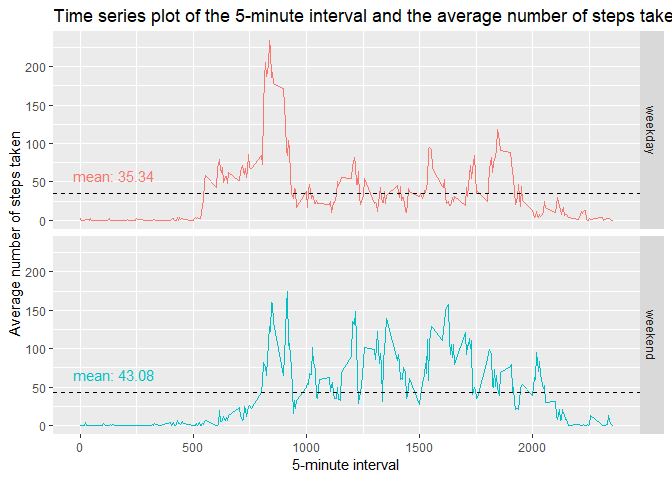 Time series plot of the 5-minute interval and the average number of steps take
200
150
100
50
0
mean: 35.34
weekday
Average number of steps taken
200
150
100
50
0
mean: 43.08
weekend
0 500 1000 1500 2000
5-minute interval